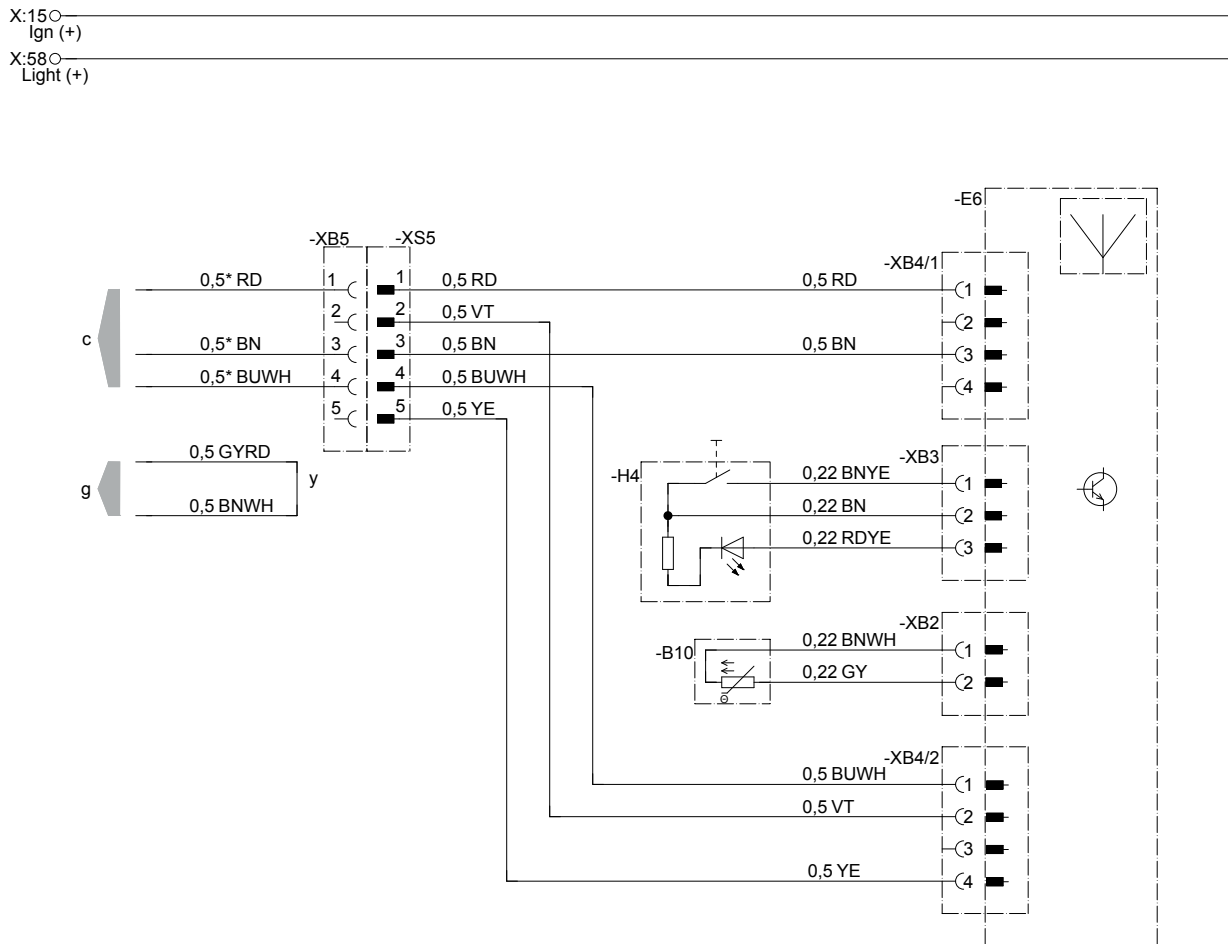 X:15
Ign (+)
X:58
Light (+)
-E6
-XB5 -XS5
-XB4/1
0,5* RD 1 1 0,5 RD 0,5 RD 1
2 2 0,5 VT 2
c 0,5* BN 3 3 0,5 BN 0,5 BN 3
0,5* BUWH 4 4 0,5 BUWH 4
5 5 0,5 YE
0,5 GYRD
g y
0,5 BNWH
-H4 -XB3
0,22 BNYE 1
0,22 BN 2
0,22 RDYE 3
-XB2
-B10 0,22 BNWH 1
0,22 GY 2
Θ
-XB4/2
0,5 BUWH 1
0,5 VT 2
3
0,5 YE 4